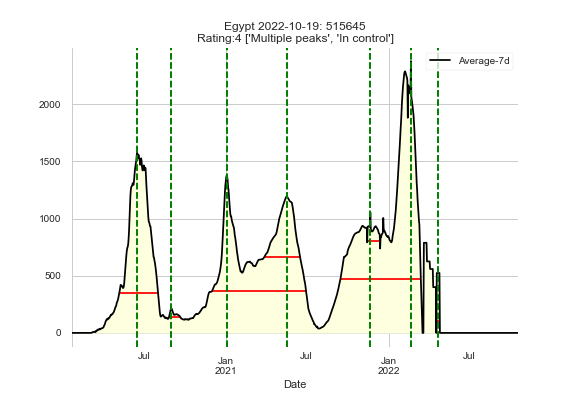 Egypt 2022-10-19: 515645
Rating:4 ['Multiple peaks', 'In control']
Average-7d
2000
1500
1000
500
0
Jul
Jan
2021
Jul
Jan
2022
Jul
Date